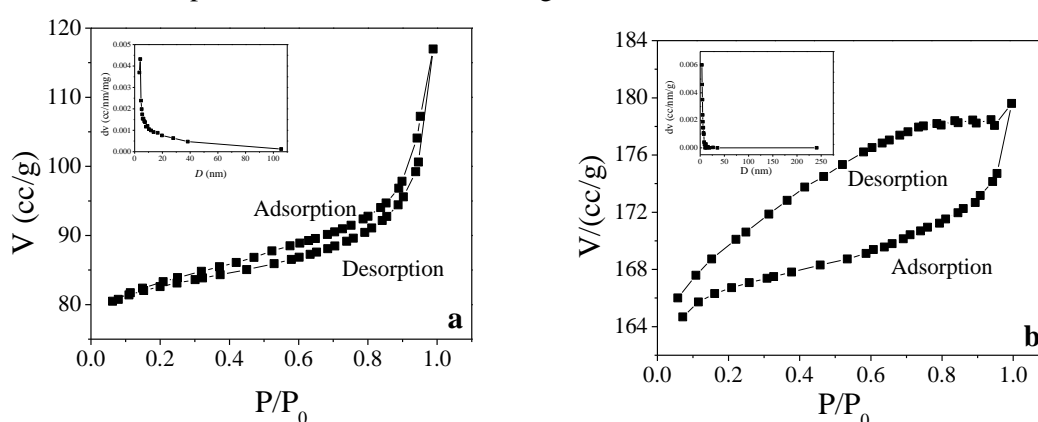 120
110
100
90
80
V (cc/g)
0.0 0.2 0.4 0.6 0.8 1.0
P/P0
Adsorption
Desorption
a
0.005
0.004
0.003
0.002
0.001
0.000
dv (cc/nm/mg)
0 20 40 60 80 100
D (nm)
184
180
176
172
168
164
V/(cc/g)
0.0 0.2 0.4 0.6 0.8 1.0
P/P0
Desorption
Adsorption
b
0.006
0.004
0.002
0.000
dv (cc/nm/g)
0 50 100 150 200 250
D (nm)